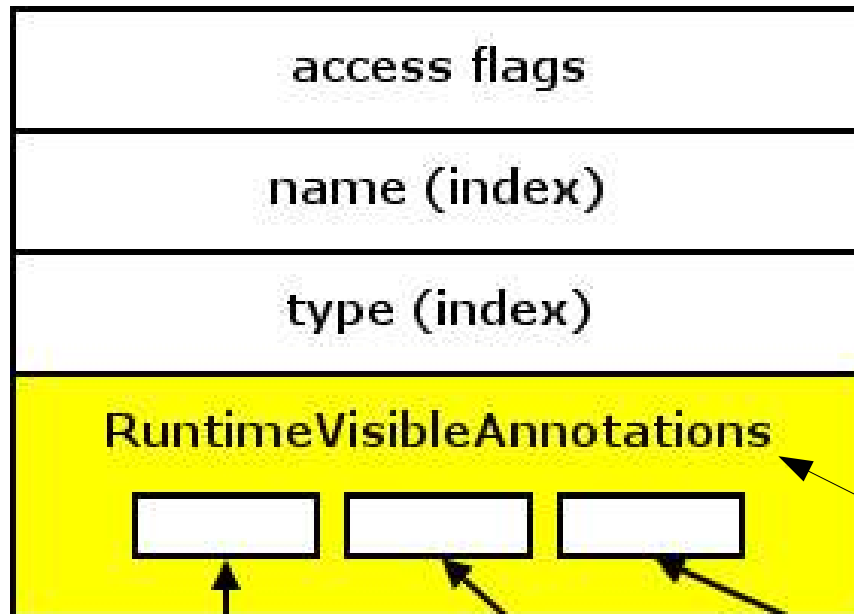 access flags
name (index)
type (index)
RuntimeVisibleAnnotations